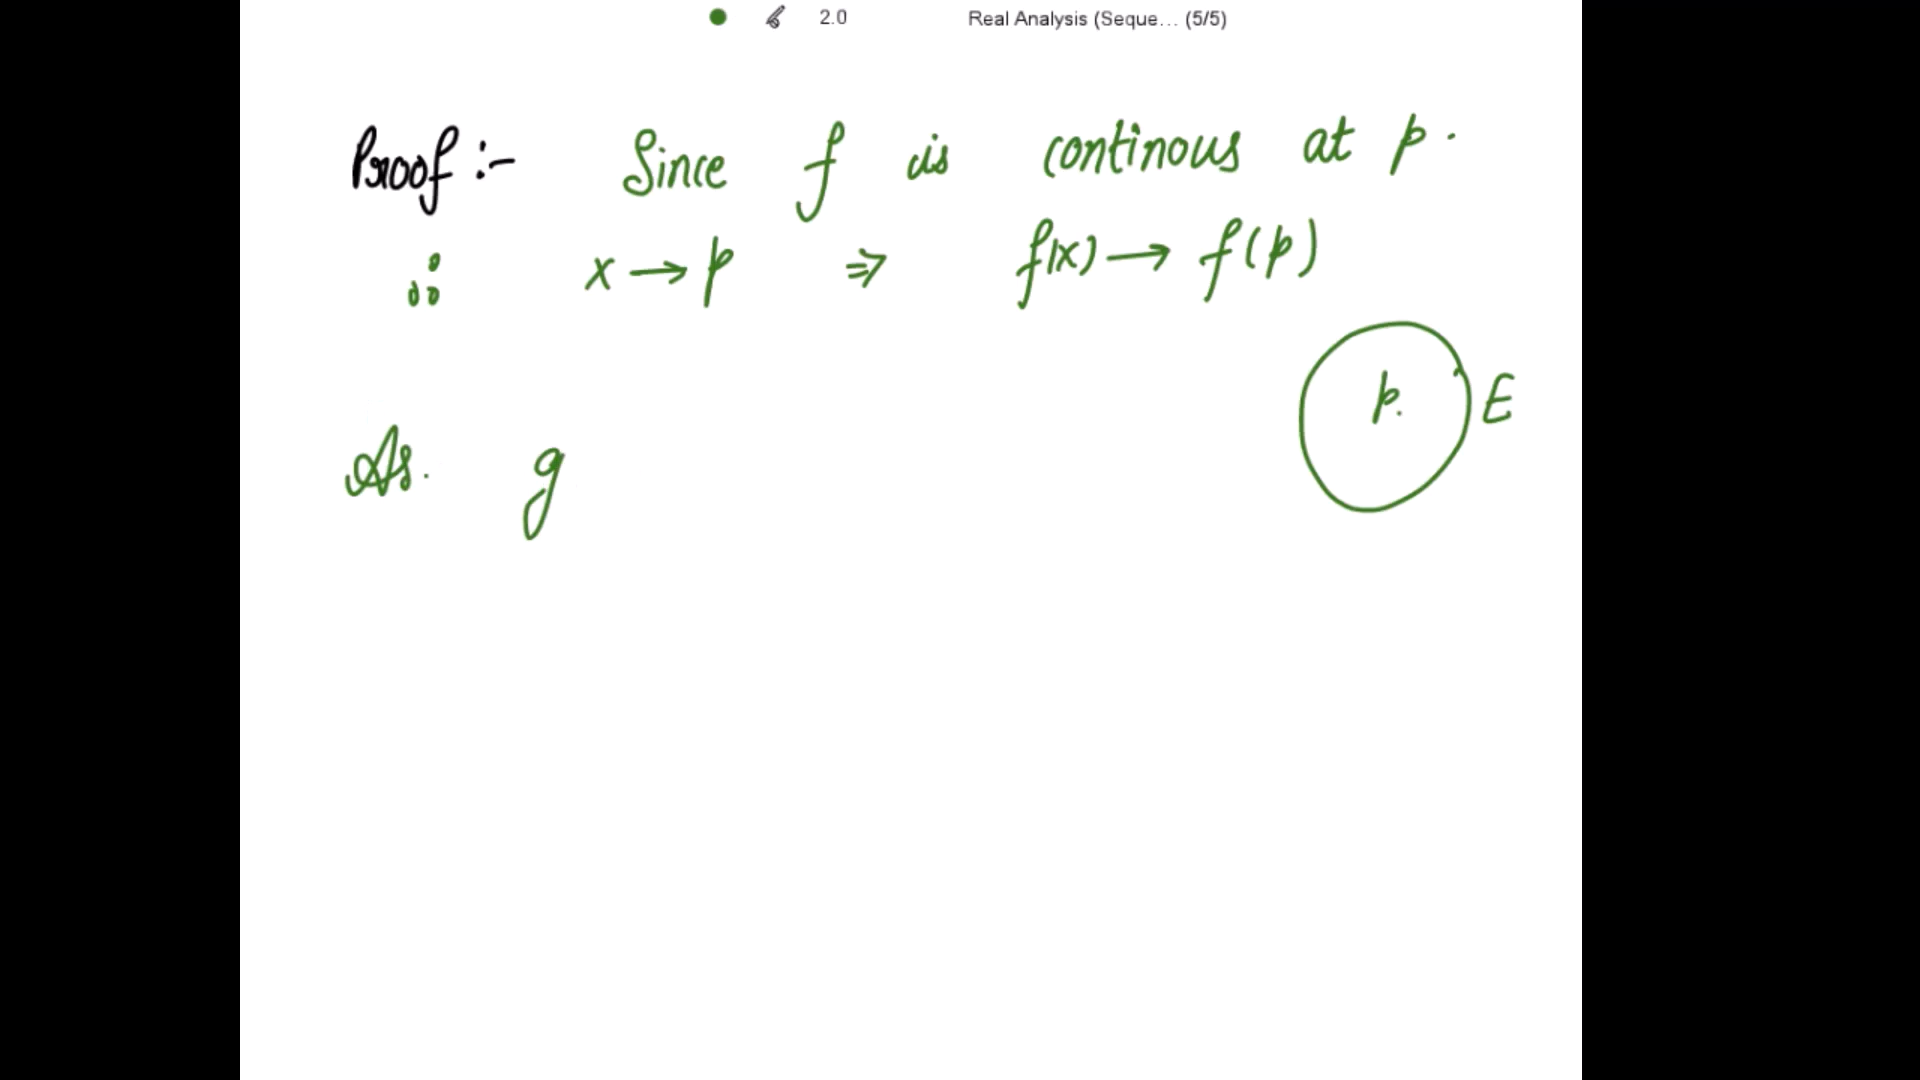 2.0 Real Analysis (Seque... (5/5)
Proof :- Since f is continous at p.
∴ x → p ⇒ f(x) → f(p)
p. E
As. g